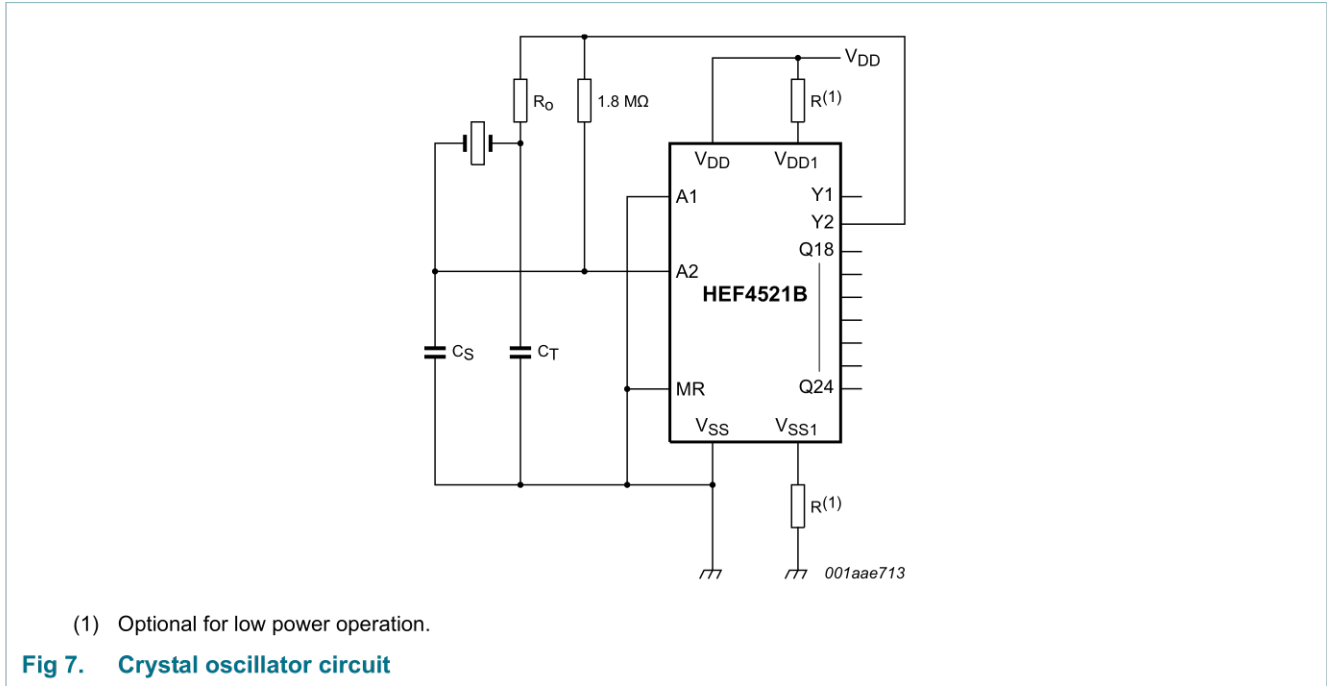 VDD
Ro
1.8 MΩ
R(1)
VDD
VDD1
A1
Y1
Y2
Q18
A2
HEF4521B
CS
CT
MR
Q24
VSS
VSS1
R(1)
001aae713
(1) Optional for low power operation.
Fig 7. Crystal oscillator circuit